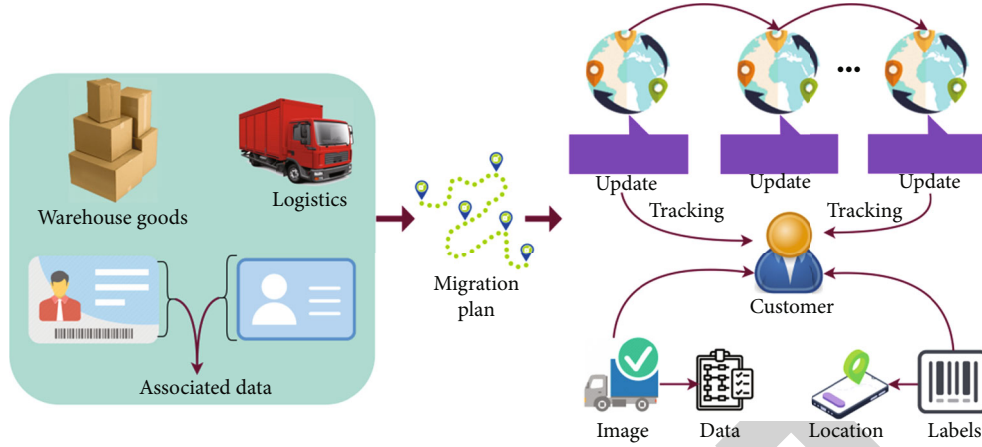 Warehouse goods
Logistics
Associated data
Migration
plan
...
Update
Update
Update
Tracking
Tracking
Customer
Image
Data
Location
Labels